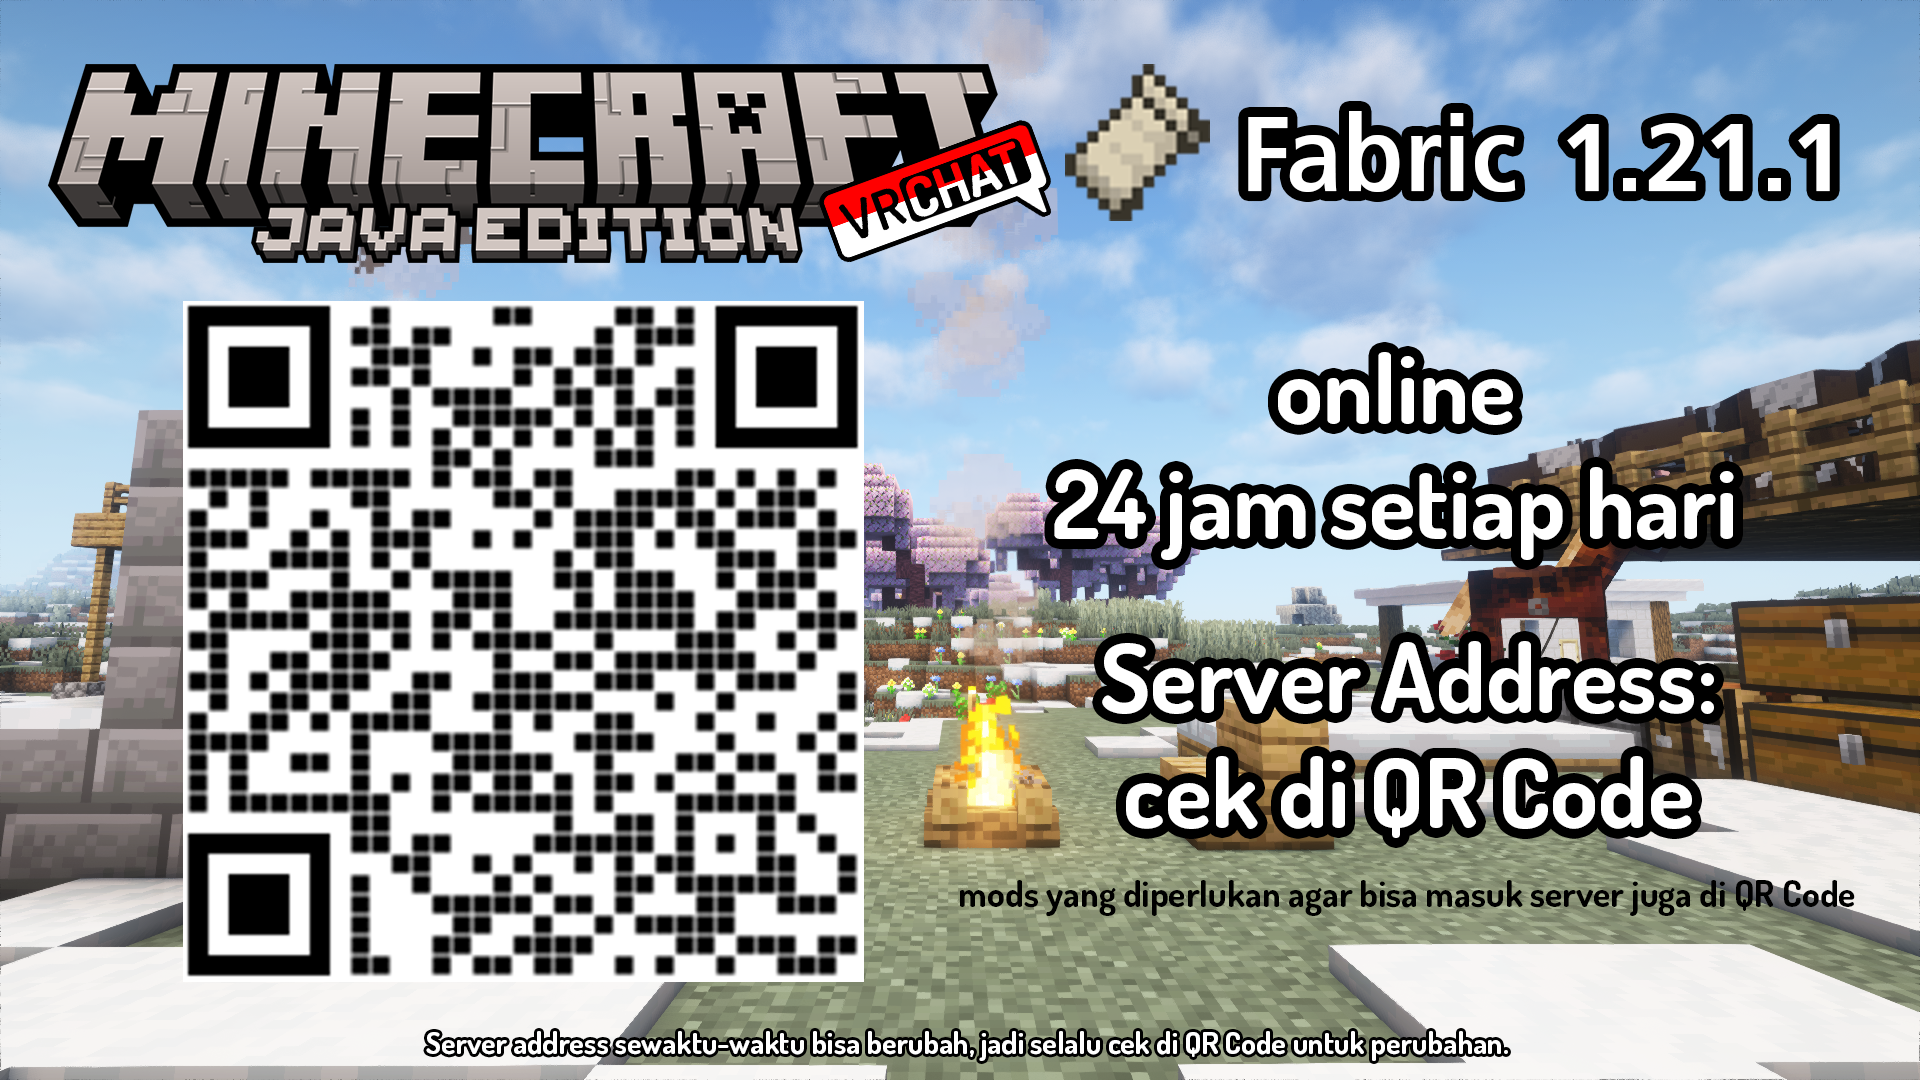 MINECRAFT
JAVA EDITION
VRCHAT
Fabric 1.21.1
online
24 jam setiap hari
Server Address:
cek di QR Code
mods yang diperlukan agar bisa masuk server juga di QR Code
Server address sewaktu-waktu bisa berubah, jadi selalu cek di QR Code untuk perubahan.